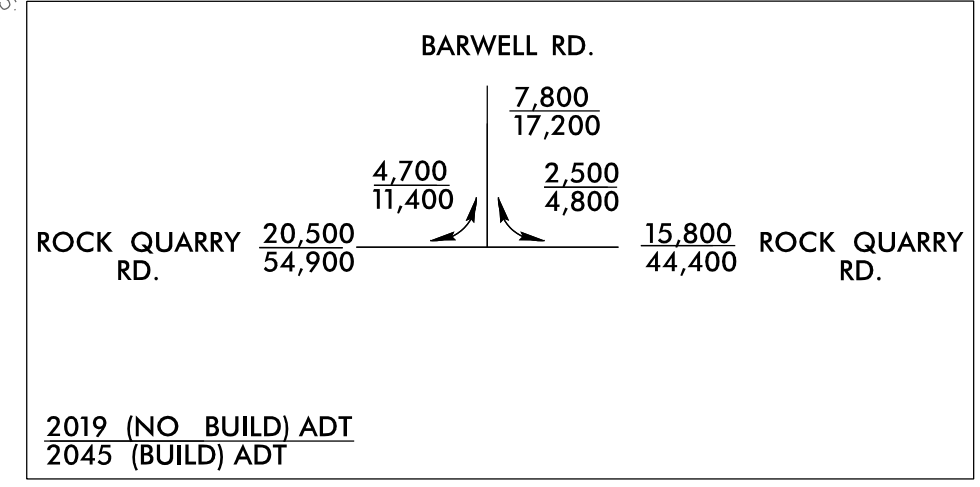 BARWELL RD.
7,800
17,200
4,700
11,400
2,500
4,800
ROCK QUARRY RD.
20,500
54,900
15,800
44,400
ROCK QUARRY RD.
2019 (NO BUILD) ADT
2045 (BUILD) ADT